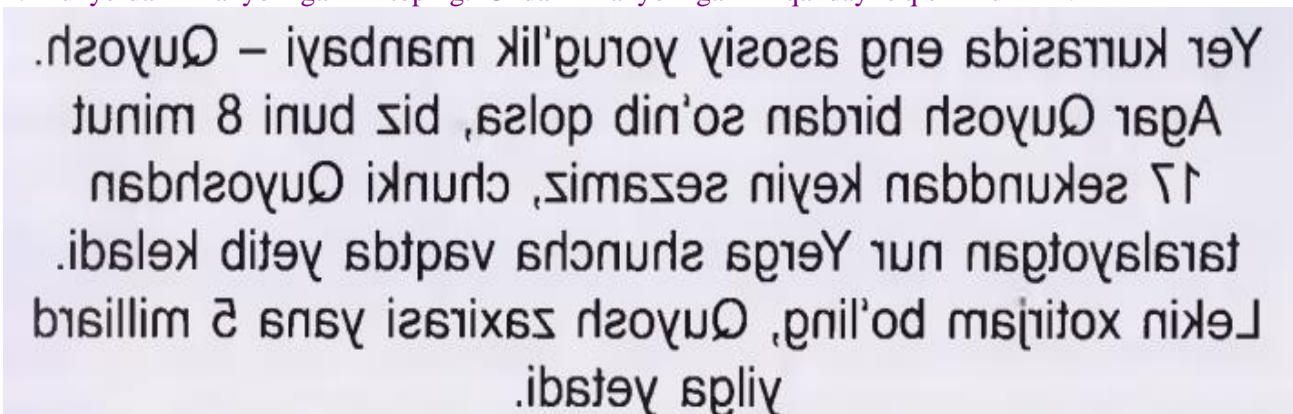 Yer kurrasida eng asosiy yorug'lik manbayi – Quyosh.
Agar Quyosh birdan so'nib qolsa, biz buni 8 minut
17 sekunddan keyin sezamiz, chunki Quyoshdan
taralayotgan nur Yerga shuncha vaqtda yetib keladi.
Lekin xotirjam bo'ling, Quyosh zaxirasi yana 5 milliard
yilga yetadi.